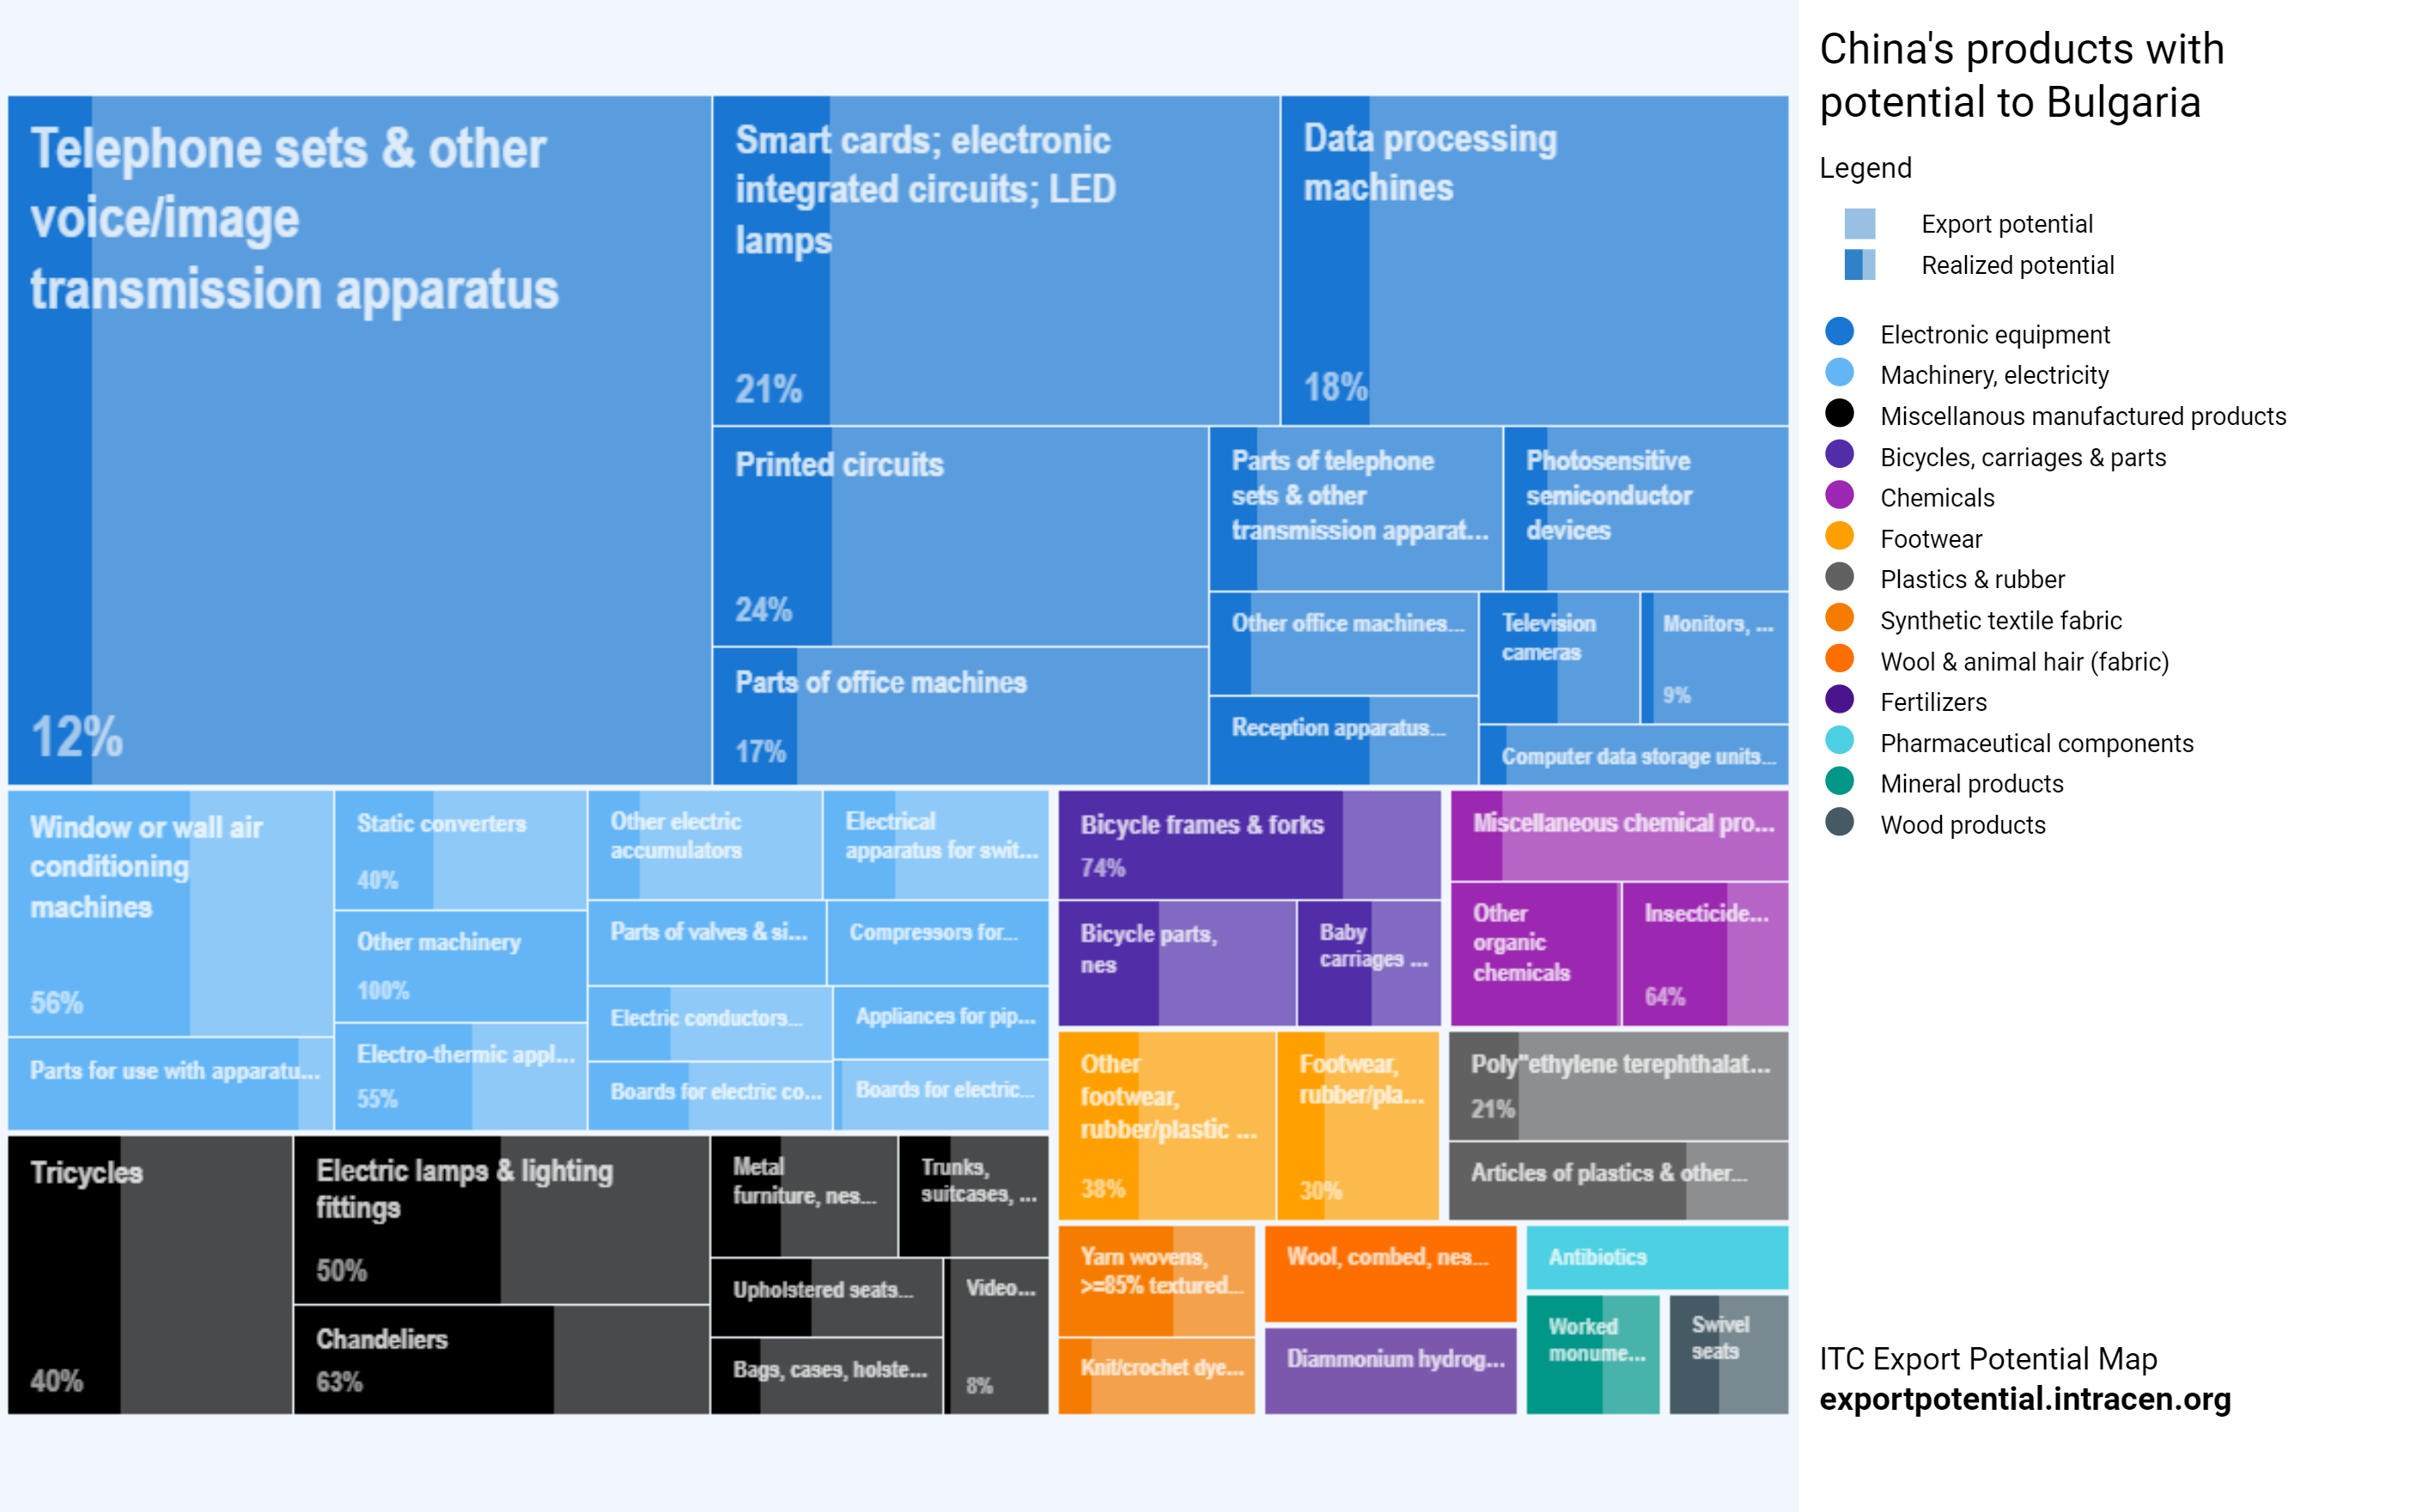 China's products with
potential to Bulgaria
Legend
Export potential
Realized potential
Electronic equipment
Machinery, electricity
Miscellanous manufactured products
Bicycles, carriages & parts
Chemicals
Footwear
Plastics & rubber
Synthetic textile fabric
Wool & animal hair (fabric)
Fertilizers
Pharmaceutical components
Mineral products
Wood products
ITC Export Potential Map
exportpotential.intracen.org
Telephone sets & other
voice/image
transmission apparatus
12%
Smart cards; electronic
integrated circuits; LED
lamps
21%
Data processing
machines
18%
Printed circuits
24%
Parts of office machines
17%
Parts of telephone
sets & other
transmission apparat...
Photosensitive
semiconductor
devices
Other office machines...
Television
cameras
Monitors, ...
9%
Reception apparatus...
Computer data storage units...
Window or wall air
conditioning
machines
56%
Parts for use with apparatu...
Static converters
40%
Other machinery
100%
Electro-thermic appl...
55%
Other electric
accumulators
Electrical
apparatus for swit...
Parts of valves & si...
Compressors for...
Electric conductors...
Appliances for pip...
Boards for electric co...
Boards for electric...
Bicycle frames & forks
74%
Bicycle parts,
nes
Baby
carriages ...
Miscellaneous chemical pro...
Other
organic
chemicals
Insecticide...
64%
Tricycles
40%
Electric lamps & lighting
fittings
50%
Chandeliers
63%
Metal
furniture, nes...
Trunks,
suitcases, ...
Upholstered seats...
Video...
8%
Bags, cases, holste...
Other
footwear,
rubber/plastic ...
38%
Footwear,
rubber/pla...
30%
Poly"ethylene terephthalat...
21%
Articles of plastics & other...
Yarn wovens,
>=85% textured...
Knit/crochet dye...
Wool, combed, nes...
Diammonium hydrog...
Antibiotics
Worked
monume...
Swivel
seats